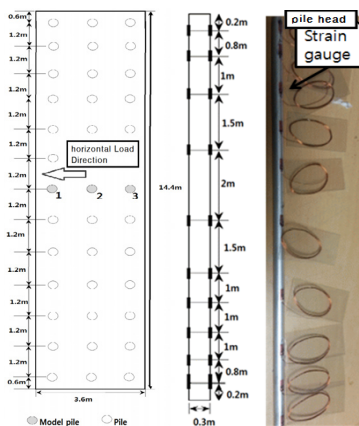 0.6m
1.2m
1.2m
1.2m
1.2m
1.2m
1.2m
1.2m
1.2m
1.2m
1.2m
1.2m
1.2m
0.6m
horizontal Load
Direction
1 2 3
14.4m
3.6m
Model pile
Pile
0.2m
0.8m
1m
1.5m
2m
1.5m
1m
1m
1m
0.8m
0.2m
0.3m
pile head
Strain
gauge